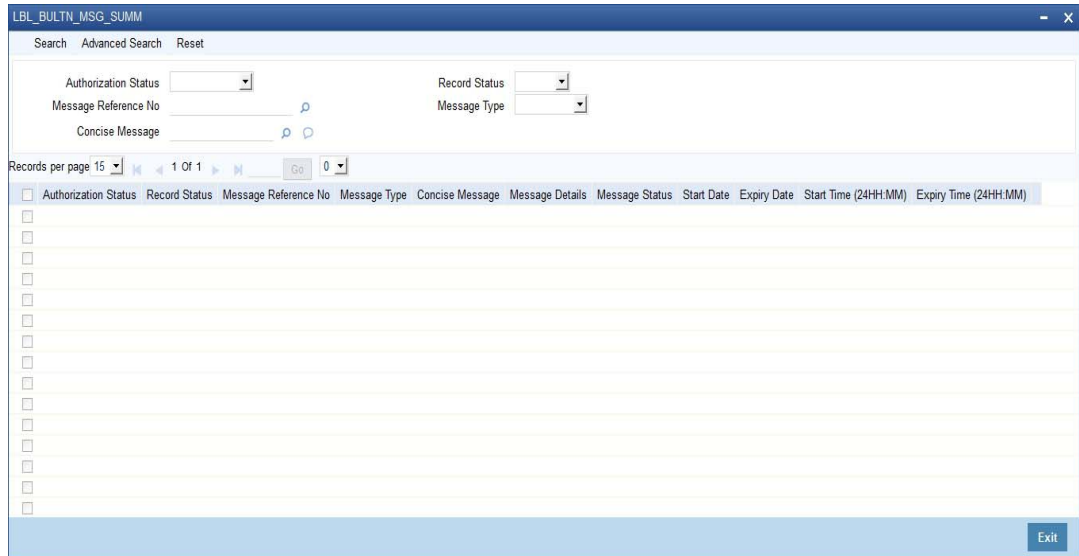 LBL_BULTN_MSG_SUMM
Search Advanced Search Reset
Authorization Status Record Status
Message Reference No Message Type
Concise Message
Records per page 15 1 Of 1 Go 0
Authorization Status Record Status Message Reference No Message Type Concise Message Message Details Message Status Start Date Expiry Date Start Time (24HH:MM) Expiry Time (24HH:MM)
Exit